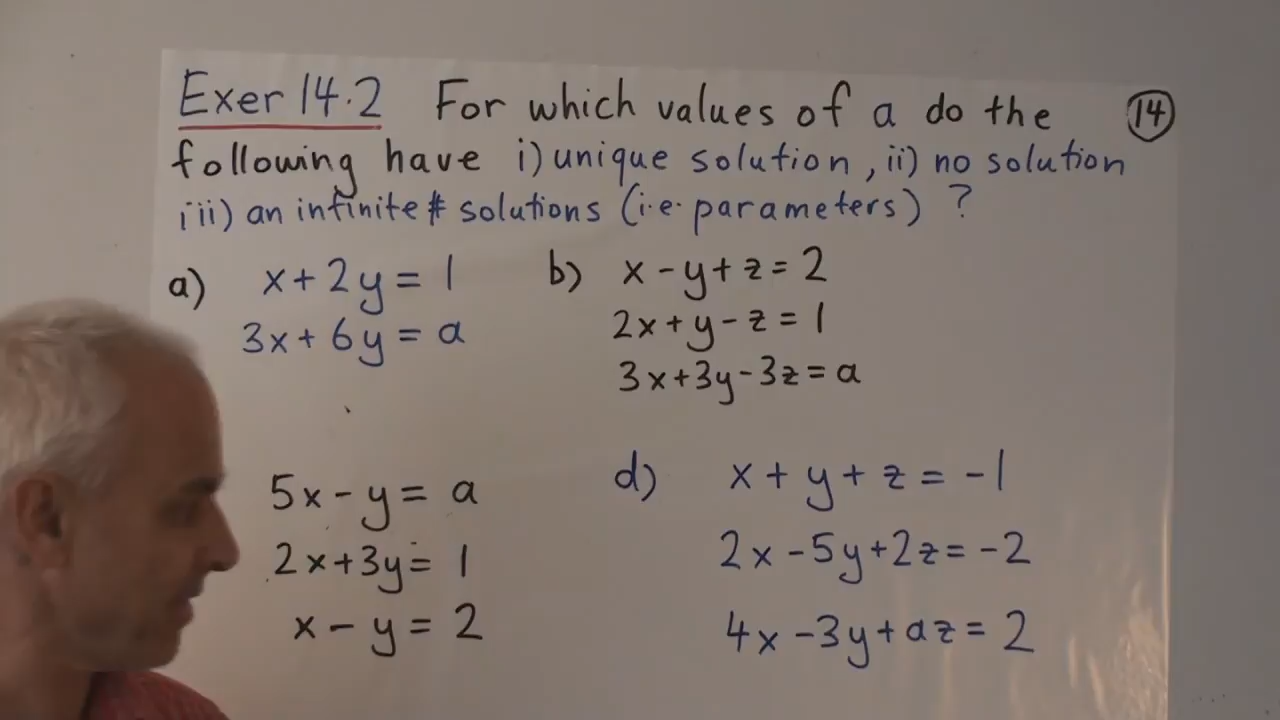 Exer 14.2 For which values of a do the (14)
following have i) unique solution, ii) no solution
iii) an infinite # solutions (i.e. parameters) ?
a) x + 2y = 1
3x + 6y = a
b) x - y + z = 2
2x + y - z = 1
3x + 3y - 3z = a
5x - y = a
2x + 3y = 1
x - y = 2
d) x + y + z = -1
2x - 5y + 2z = -2
4x - 3y + az = 2